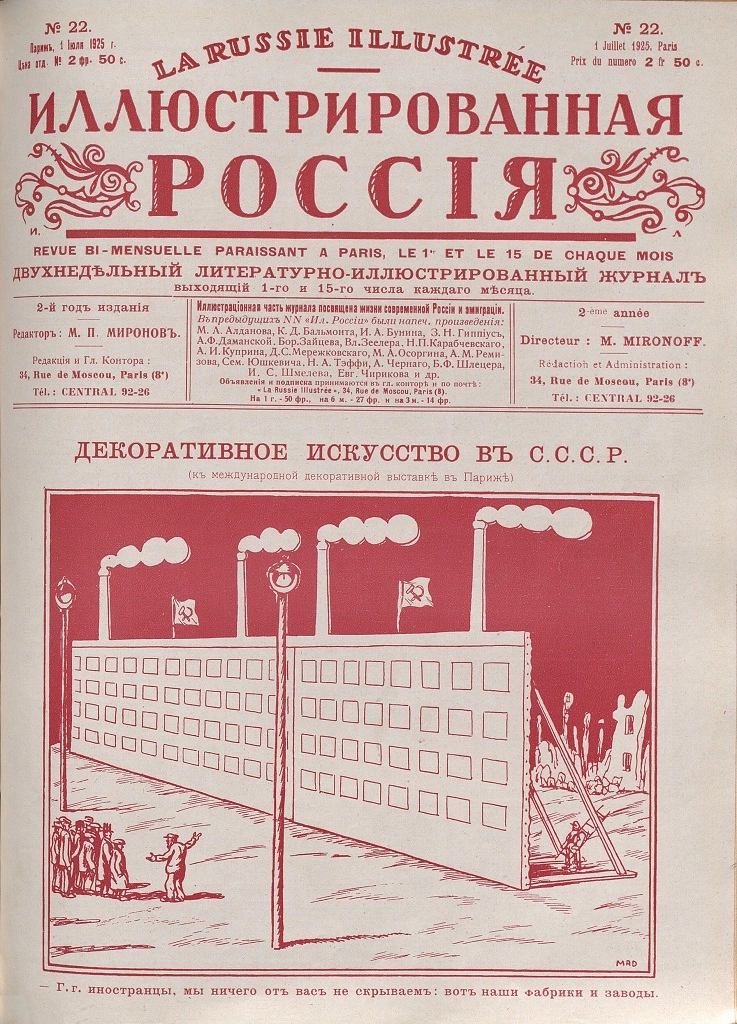 № 22.
Парижъ, 1 Іюля 1925 г.
Цѣна отд. № 2 фр. 50 с.
LA RUSSIE ILLUSTRÉE
№ 22.
1 Juillet 1925, Paris
Prix du numero 2 fr 50 c.
ИЛЛЮСТРИРОВАННАЯ
РОССІЯ
И. Л
REVUE BI-MENSUELLE PARAISSANT A PARIS, LE 1er ET LE 15 DE CHAQUE MOIS
ДВУХНЕДѢЛЬНЫЙ ЛИТЕРАТУРНО-ИЛЛЮСТРИРОВАННЫЙ ЖУРНАЛЪ
выходящій 1-го и 15-го числа каждаго мѣсяца.
2-й годъ изданія
Редакторъ: М. П. МИРОНОВЪ.
Редакція и Гл. Контора:
34, Rue de Moscou, Paris (8e)
Tél.: CENTRAL 92-26
Иллюстраціонная часть журнала посвящена жизни современной Россіи и эмиграціи.
Въ предыдущихъ NN «Ил. Россіи» были напеч. произведенія:
М. А. Алданова, К. Д. Бальмонта, И. А. Бунина, З. Н. Гиппіусъ,
А.Ф. Даманской, Бор. Зайцева, Вл. Зеелера, Н. П. Карабчевскаго,
А. И. Куприна, Д. С. Мережковскаго, М. А. Осоргина, А. М. Реми-
зова, Сем. Юшкевича, Н. А. Тэффи, А. Чернаго, Б. Ф. Шлецера,
И. С. Шмелева, Евг. Чирикова и др.
Объявленія и подписка принимаются въ гл. конторѣ и по почтѣ:
«La Russie Illustrée», 34, Rue de Moscou, Paris (8).
На 1 г. - 50 фр., на 6 м. - 27 фр. и на 3 м. - 14 фр.
2-ème année
Directeur : M. MIRONOFF.
Rédaction et Administration :
34, Rue de Moscou, Paris (8e)
Tél.: CENTRAL 92-26
ДЕКОРАТИВНОЕ ИСКУССТВО ВЪ С.С.С.Р.
(къ международной декоративной выставкѣ въ Парижѣ)
MAD
— Г.г. иностранцы, мы ничего отъ васъ не скрываемъ: вотъ наши фабрики и заводы.